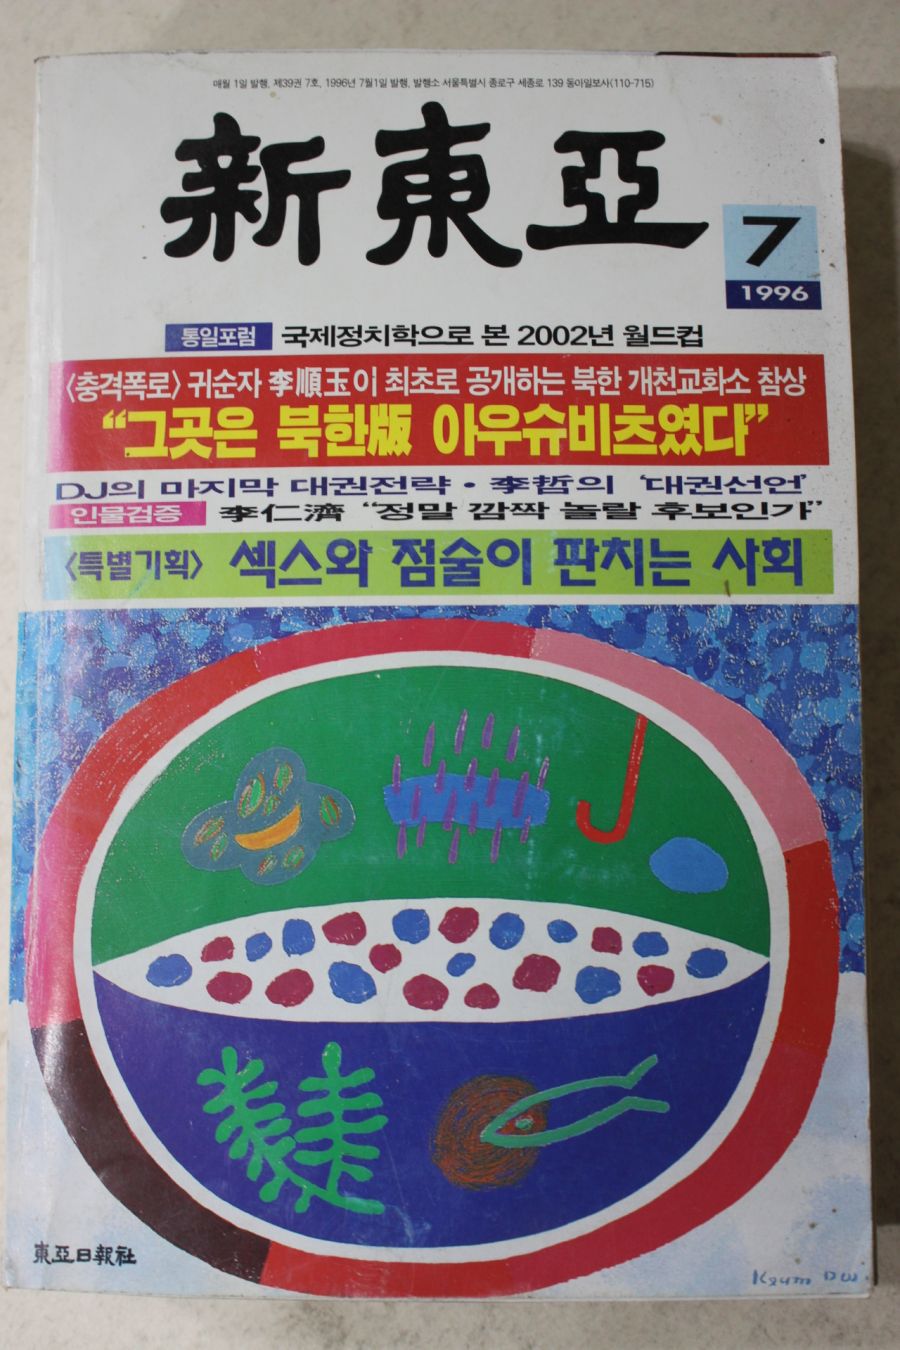 매월 1일 발행, 제39권 7호, 1996년 7월1일 발행, 발행소 서울특별시 종로구 세종로 139 동아일보사(110-715)
新東亞
7
1996
통일포럼 국제정치학으로 본 2002년 월드컵
〈충격폭로〉 귀순자 李順玉이 최초로 공개하는 북한 개천교화소 참상
“그곳은 북한版 아우슈비츠였다”
DJ의 마지막 대권전략・李哲의 ‘대권선언’
인물검증 李仁濟 “정말 깜짝 놀랄 후보인가”
〈특별기획〉 섹스와 점술이 판치는 사회
東亞日報社